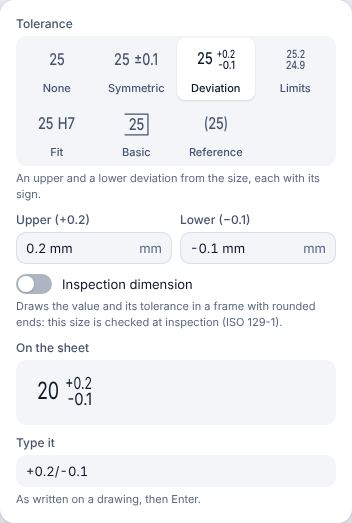 Tolerance
25 25 ±0.1 25 +0.2 -0.1 25.2 24.9
None Symmetric Deviation Limits
25 H7 25 (25)
Fit Basic Reference
An upper and a lower deviation from the size, each with its
sign.
Upper (+0.2) Lower (−0.1)
0.2 mm mm -0.1 mm mm
Inspection dimension
Draws the value and its tolerance in a frame with rounded
ends: this size is checked at inspection (ISO 129-1).
On the sheet
20 +0.2
-0.1
Type it
+0.2/-0.1
As written on a drawing, then Enter.